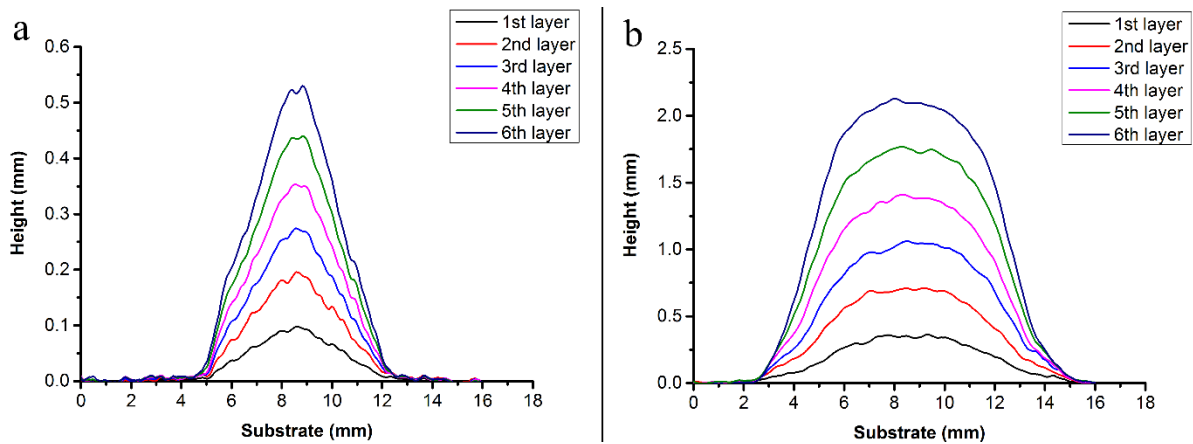 a
1st layer
2nd layer
3rd layer
4th layer
5th layer
6th layer
Height (mm)
0.6
0.5
0.4
0.3
0.2
0.1
0.0
0 2 4 6 8 10 12 14 16 18
Substrate (mm)
b
1st layer
2nd layer
3rd layer
4th layer
5th layer
6th layer
Height (mm)
2.5
2.0
1.5
1.0
0.5
0.0
0 2 4 6 8 10 12 14 16 18
Substrate (mm)